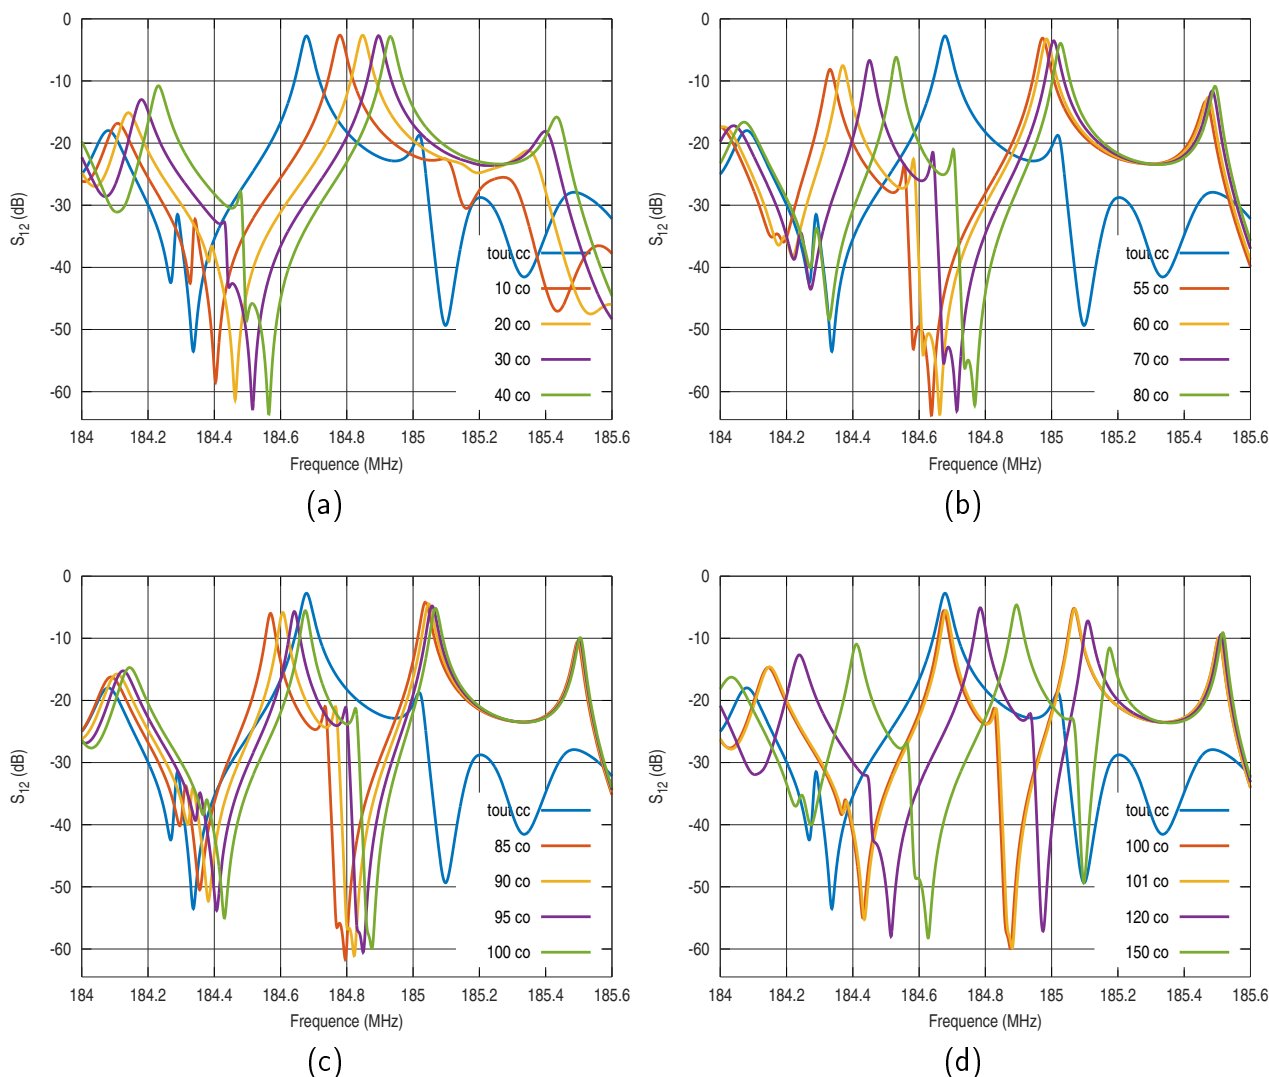 0
-10
-20
-30
-40
-50
-60
S12 (dB)
tout cc
10 co
20 co
30 co
40 co
184 184.2 184.4 184.6 184.8 185 185.2 185.4 185.6
Frequence (MHz)
(a)
0
-10
-20
-30
-40
-50
-60
S12 (dB)
tout cc
55 co
60 co
70 co
80 co
184 184.2 184.4 184.6 184.8 185 185.2 185.4 185.6
Frequence (MHz)
(b)
0
-10
-20
-30
-40
-50
-60
S12 (dB)
tout cc
85 co
90 co
95 co
100 co
184 184.2 184.4 184.6 184.8 185 185.2 185.4 185.6
Frequence (MHz)
(c)
0
-10
-20
-30
-40
-50
-60
S12 (dB)
tout cc
100 co
101 co
120 co
150 co
184 184.2 184.4 184.6 184.8 185 185.2 185.4 185.6
Frequence (MHz)
(d)